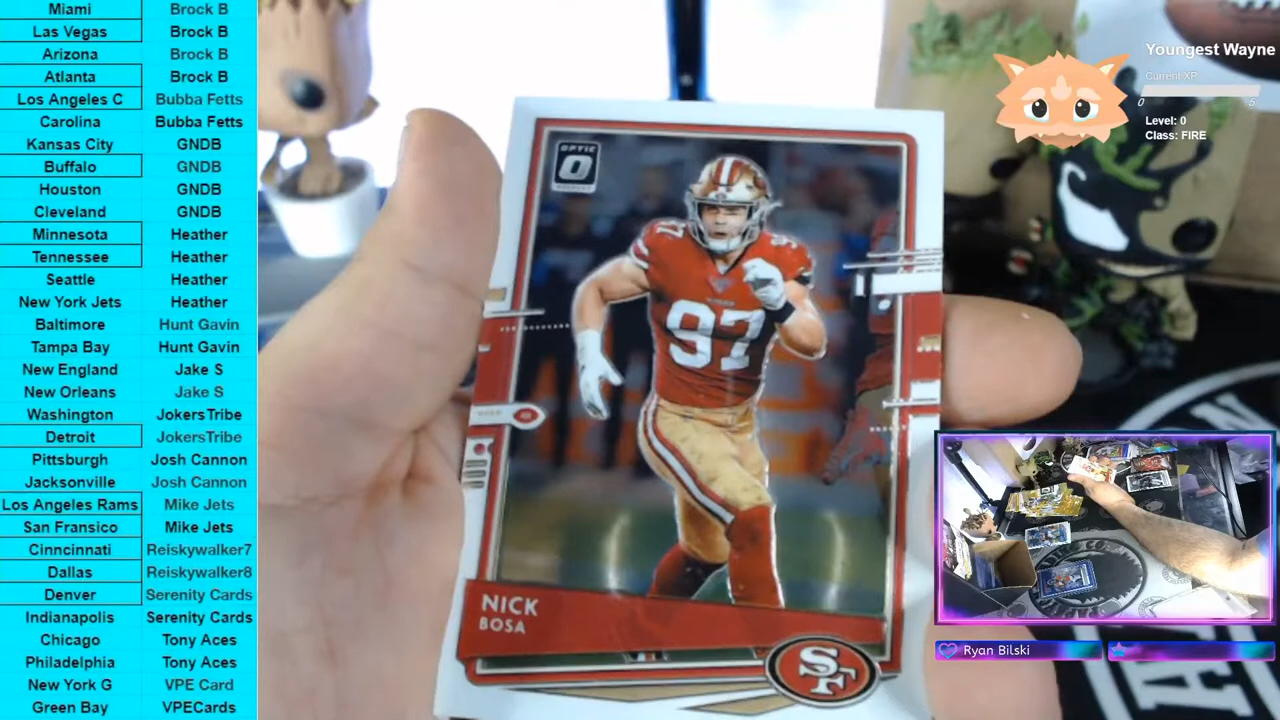 Miami Brock B
Las Vegas Brock B
Arizona Brock B
Atlanta Brock B
Los Angeles C Bubba Fetts
Carolina Bubba Fetts
Kansas City GNDB
Buffalo GNDB
Houston GNDB
Cleveland GNDB
Minnesota Heather
Tennessee Heather
Seattle Heather
New York Jets Heather
Baltimore Hunt Gavin
Tampa Bay Hunt Gavin
New England Jake S
New Orleans Jake S
Washington JokersTribe
Detroit JokersTribe
Pittsburgh Josh Cannon
Jacksonville Josh Cannon
Los Angeles Rams Mike Jets
San Fransico Mike Jets
Cinncinnati Reiskywalker7
Dallas Reiskywalker8
Denver Serenity Cards
Indianapolis Serenity Cards
Chicago Tony Aces
Philadelphia Tony Aces
New York G VPE Card
Green Bay VPECards
OPTIC
97
97
NICK
BOSA
SF
Youngest Wayne
Current XP
0 5
Level: 0
Class: FIRE
Ryan Bilski